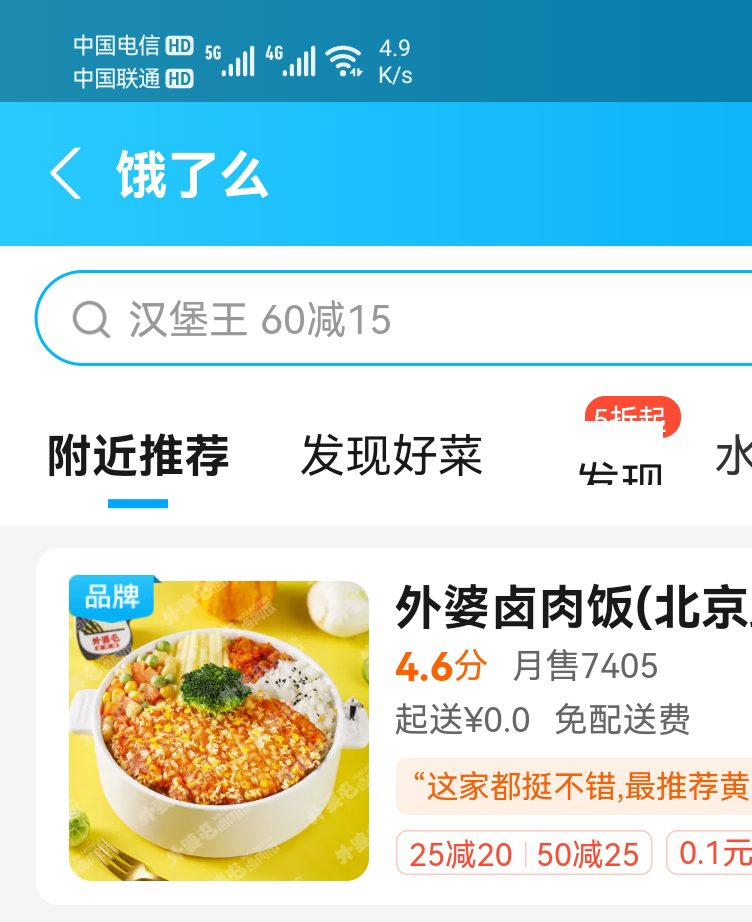 中国电信 HD 5G 4G 4.9
中国联通 HD K/s
饿了么
汉堡王 60减15
5折起
附近推荐 发现好菜 发现 水
品牌
外婆卤肉饭(北京
4.6分 月售7405
起送¥0.0 免配送费
“这家都挺不错,最推荐黄
25减20 50减25 0.1元